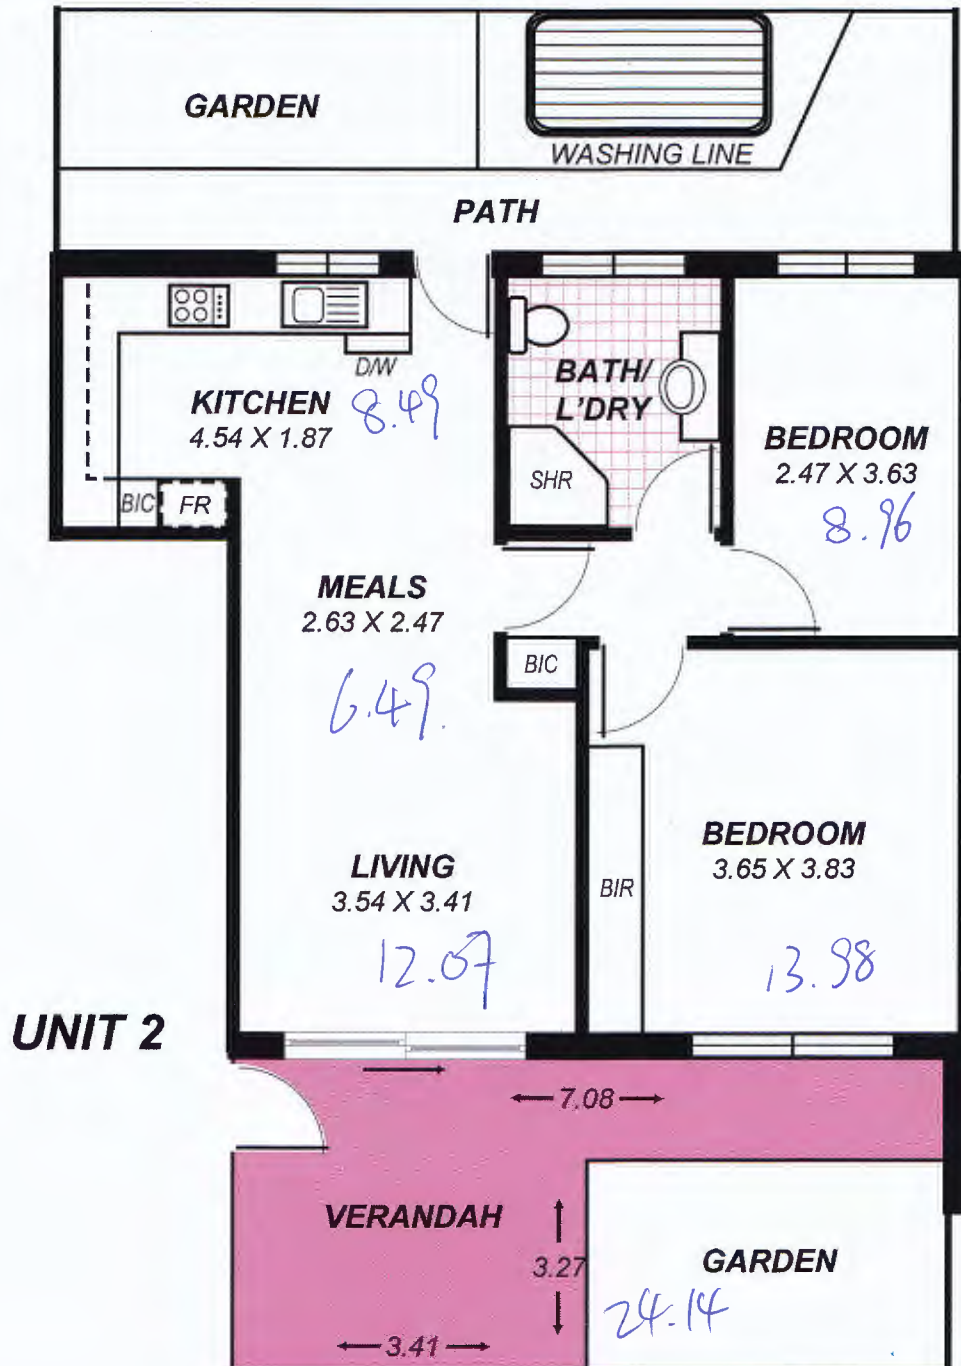 GARDEN
WASHING LINE
PATH
D/W
KITCHEN
4.54 X 1.87
8.49
BIC
FR
BATH/
L'DRY
SHR
BEDROOM
2.47 X 3.63
8.96
MEALS
2.63 X 2.47
6.49.
BIC
LIVING
3.54 X 3.41
12.07
BIR
BEDROOM
3.65 X 3.83
13.98
UNIT 2
7.08
VERANDAH
3.27
3.41
GARDEN
24.14